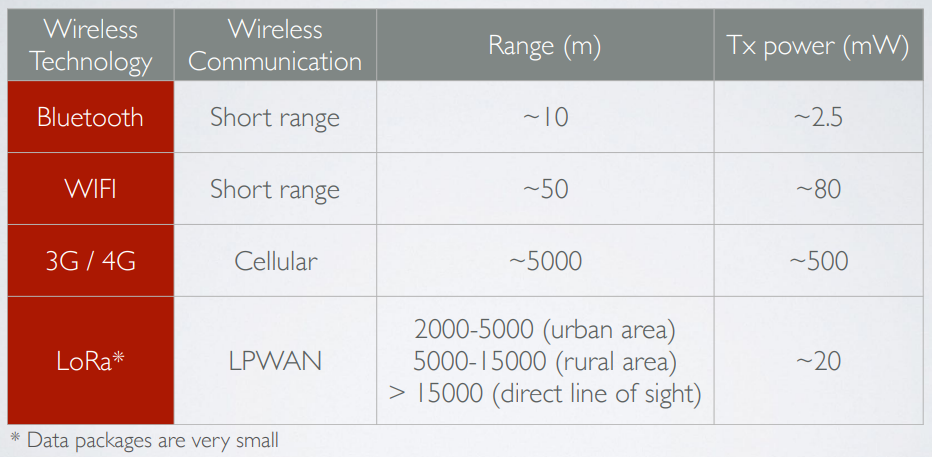 Wireless Technology
Wireless Communication
Range (m)
Tx power (mW)
Bluetooth
Short range
~10
~2.5
WIFI
Short range
~50
~80
3G / 4G
Cellular
~5000
~500
LoRa*
LPWAN
2000-5000 (urban area)
5000-15000 (rural area)
> 15000 (direct line of sight)
~20
* Data packages are very small